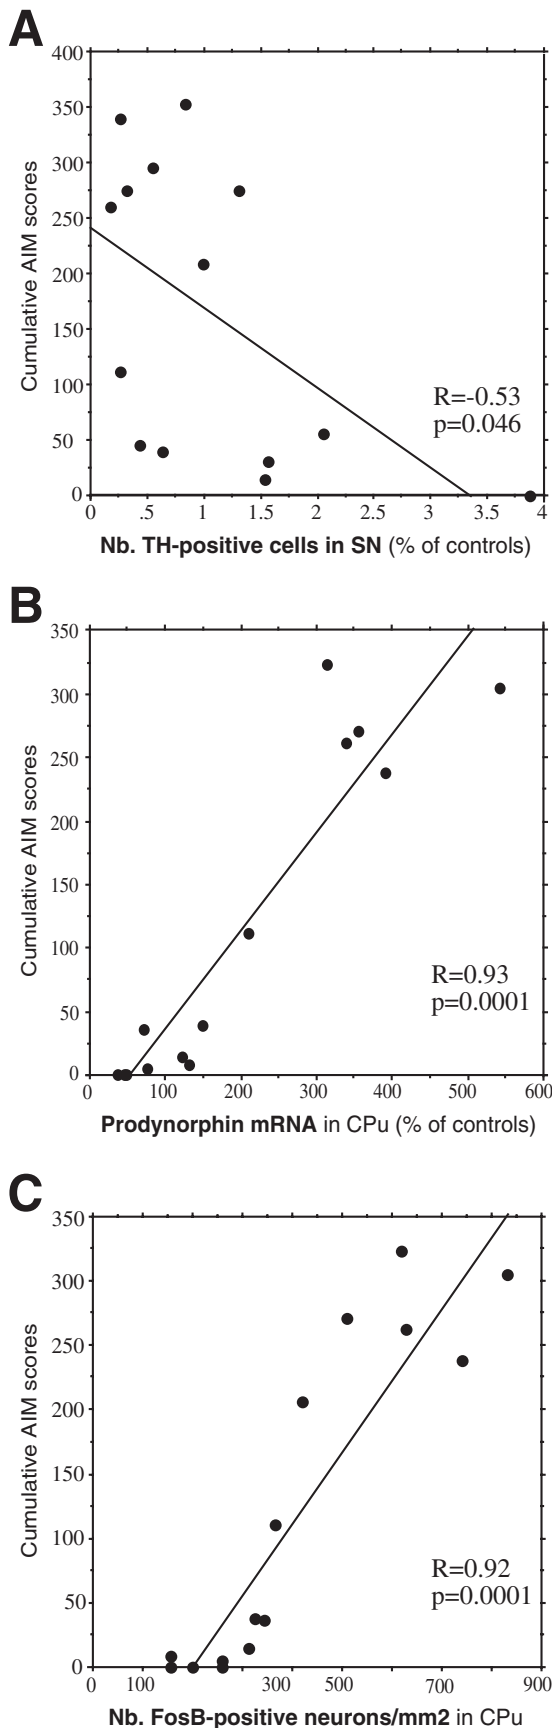 A
Cumulative AIM scores
400
350
300
250
200
150
100
50
0
R=-0.53
p=0.046
0 .5 1 1.5 2 2.5 3 3.5 4
Nb. TH-positive cells in SN (% of controls)
B
Cumulative AIM scores
350
300
250
200
150
100
50
0
R=0.93
p=0.0001
0 100 200 300 400 500 600
Prodynorphin mRNA in CPu (% of controls)
C
Cumulative AIM scores
350
300
250
200
150
100
50
0
R=0.92
p=0.0001
0 100 300 500 700 900
Nb. FosB-positive neurons/mm2 in CPu